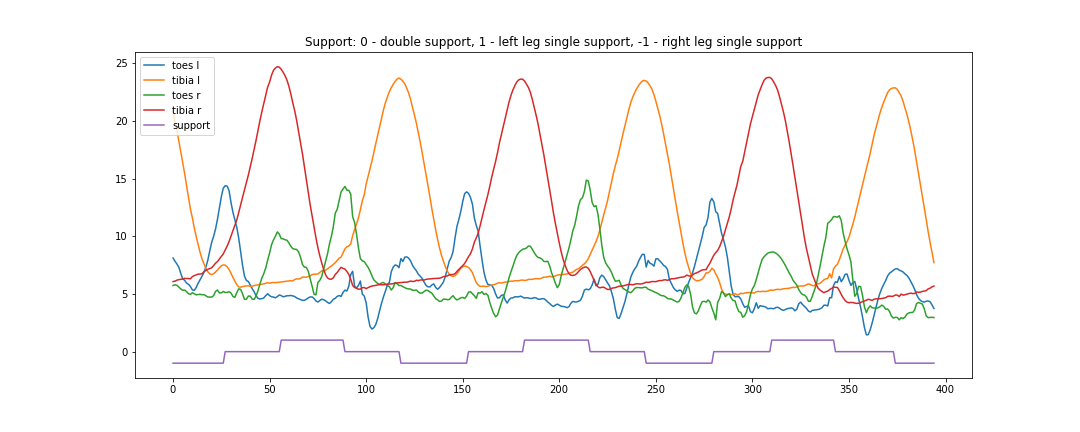 Support: 0 - double support, 1 - left leg single support, -1 - right leg single support
25
20
15
10
5
0
toes l
tibia l
toes r
tibia r
support
0 50 100 150 200 250 300 350 400